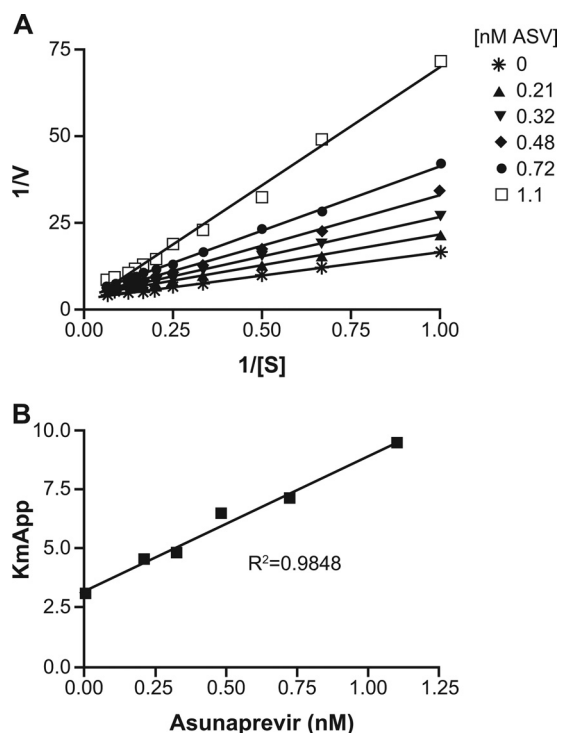 A
75
50
25
0
1/V
0.00 0.25 0.50 0.75 1.00
1/[S]
[nM ASV]
0
0.21
0.32
0.48
0.72
1.1
B
10.0
7.5
5.0
2.5
0.0
KmApp
R²=0.9848
0.00 0.25 0.50 0.75 1.00 1.25
Asunaprevir (nM)